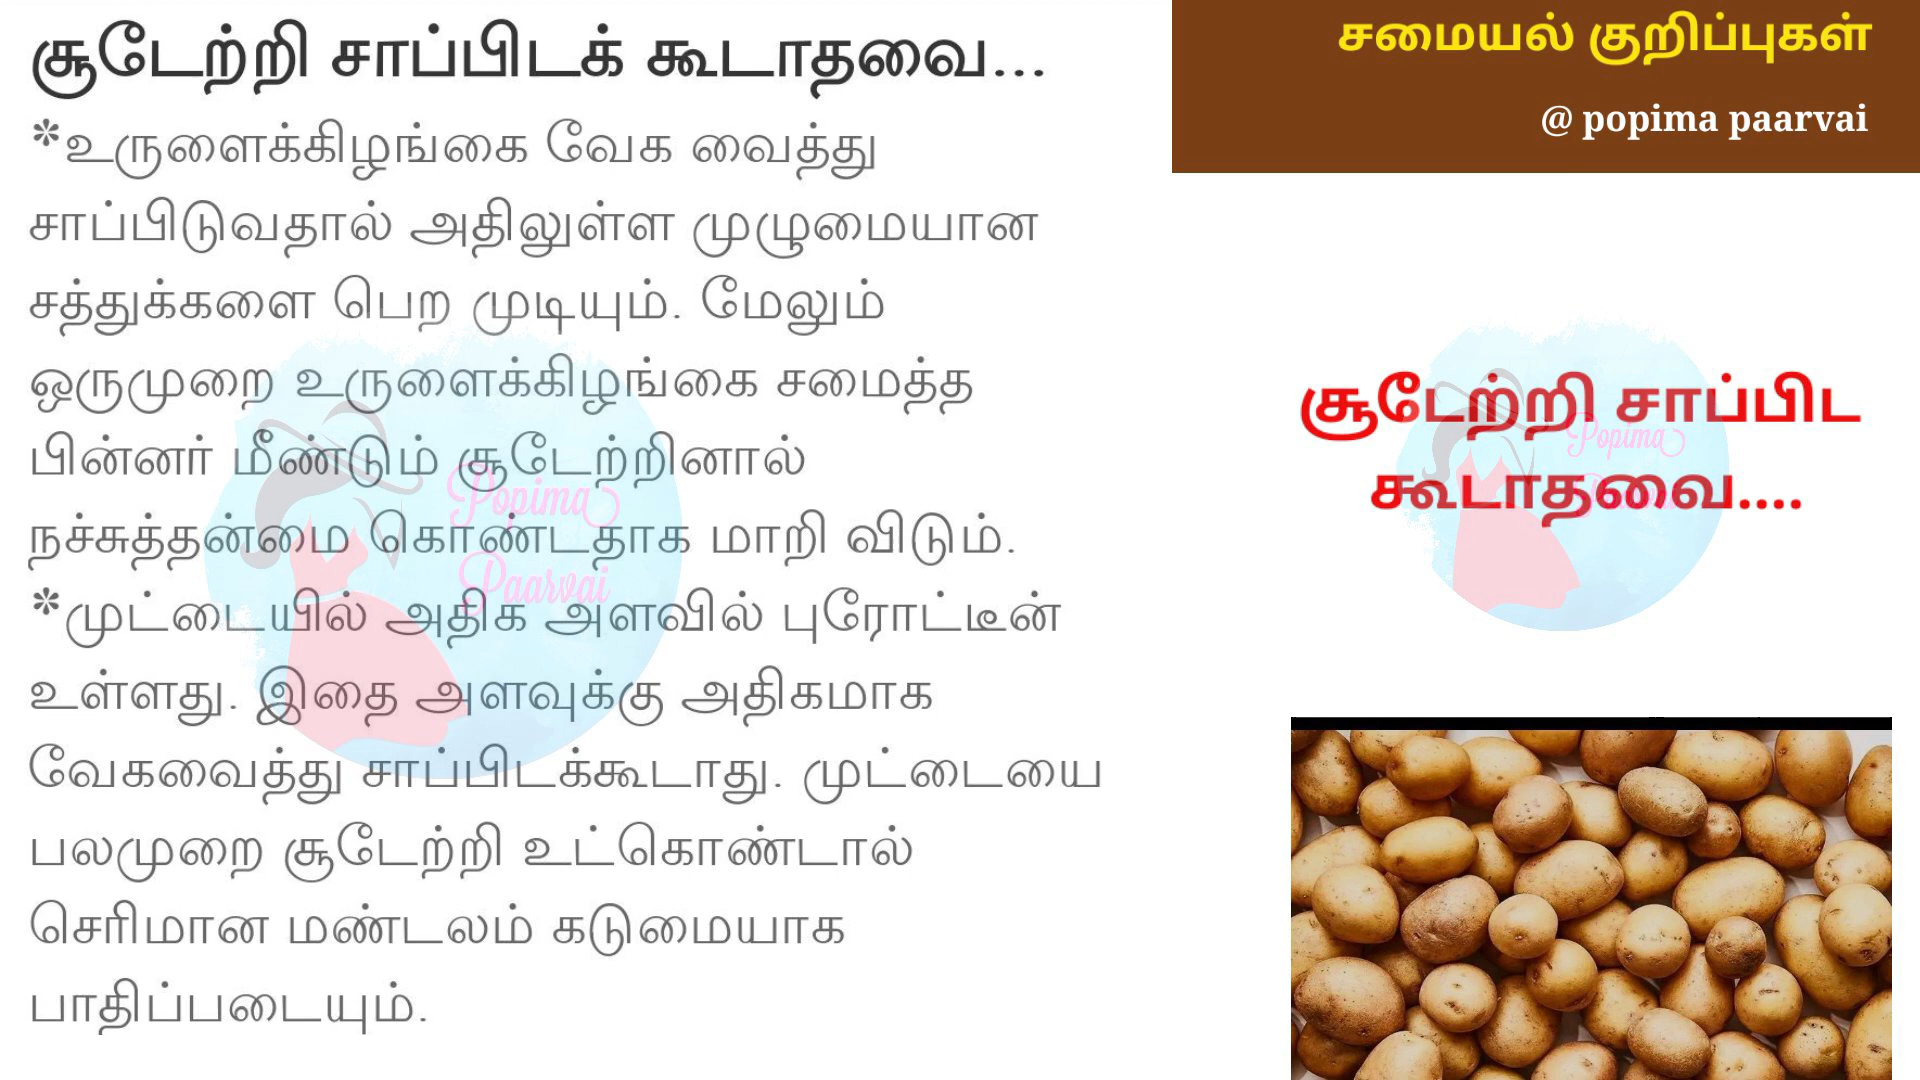 சூடேற்றி சாப்பிடக் கூடாதவை...
*உருளைக்கிழங்கை வேக வைத்து
சாப்பிடுவதால் அதிலுள்ள முழுமையான
சத்துக்களை பெற முடியும். மேலும்
ஒருமுறை உருளைக்கிழங்கை சமைத்த
பின்னர் மீண்டும் சூடேற்றினால்
நச்சுத்தன்மை கொண்டதாக மாறி விடும்.
*முட்டையில் அதிக அளவில் புரோட்டீன்
உள்ளது. இதை அளவுக்கு அதிகமாக
வேகவைத்து சாப்பிடக்கூடாது. முட்டையை
பலமுறை சூடேற்றி உட்கொண்டால்
செரிமான மண்டலம் கடுமையாக
பாதிப்படையும்.
Popima
Paarvai
சமையல் குறிப்புகள்
@ popima paarvai
சூடேற்றி சாப்பிட
கூடாதவை....
Popima
Paarvai